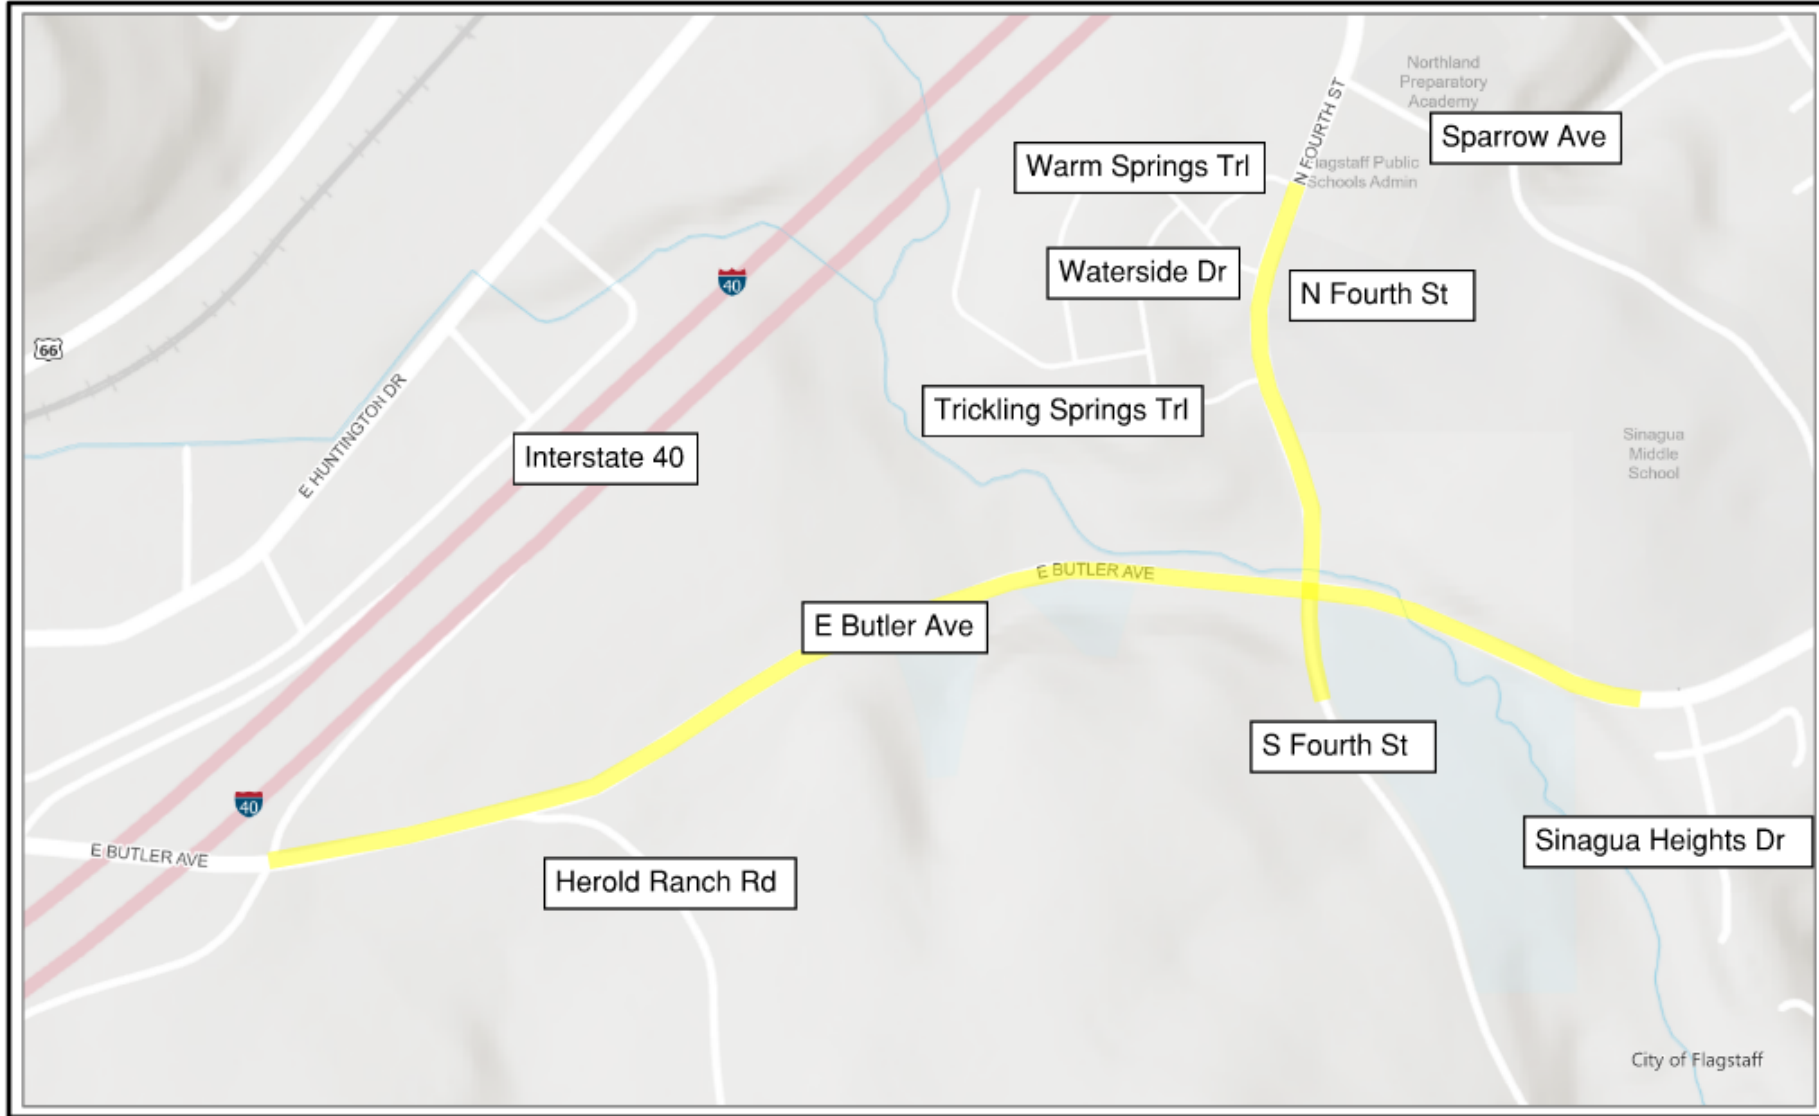 Northland
Preparatory
Academy
Sparrow Ave
N FOURTH ST
Warm Springs Trl
Flagstaff Public
Schools Admin
Waterside Dr
N Fourth St
40
66
E HUNTINGTON DR
Trickling Springs Trl
Interstate 40
Sinagua
Middle
School
E BUTLER AVE
E Butler Ave
S Fourth St
40
E BUTLER AVE
Herold Ranch Rd
Sinagua Heights Dr
City of Flagstaff